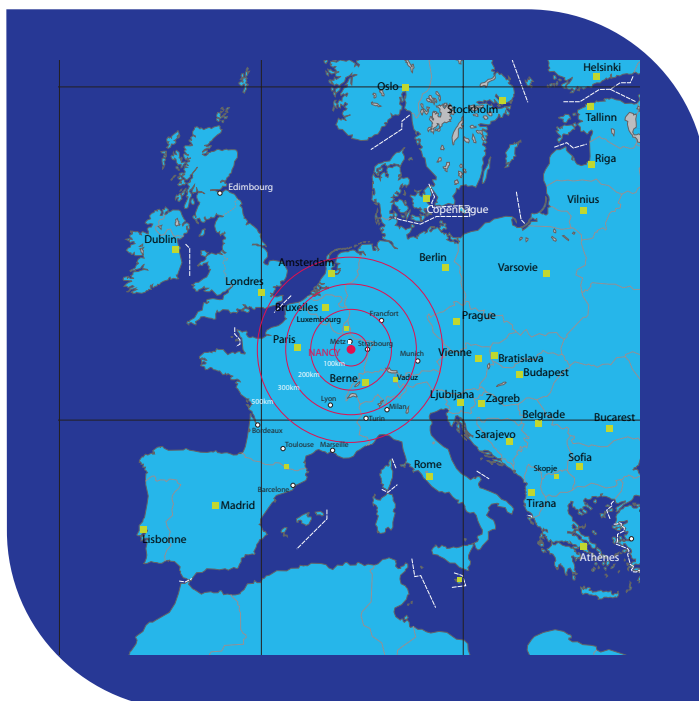 Helsinki
Oslo
Stockholm
Tallinn
Riga
Edimbourg
Vilnius
Copenhague
Dublin
Amsterdam
Berlin
Varsovie
Londres
Bruxelles
Francfort
Luxembourg
Prague
Paris
Metz
Strasbourg
NANCY
Munich
Vienne
Bratislava
100km
Budapest
200km
Berne
Vaduz
300km
Ljubljana
Zagreb
500km
Lyon
Milan
Belgrade
Bucarest
Turin
Bordeaux
Sarajevo
Toulouse
Marseille
Sofia
Rome
Skopje
Barcelone
Madrid
Tirana
Lisbonne
Athènes